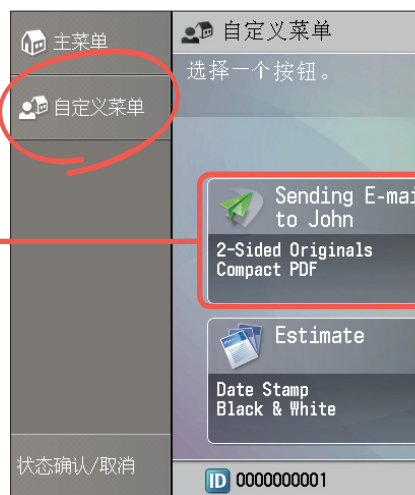 主菜单
自定义菜单
状态确认/取消
自定义菜单
选择一个按钮。
Sending E-mai
to John
2-Sided Originals
Compact PDF
Estimate
Date Stamp
Black & White
ID 0000000001